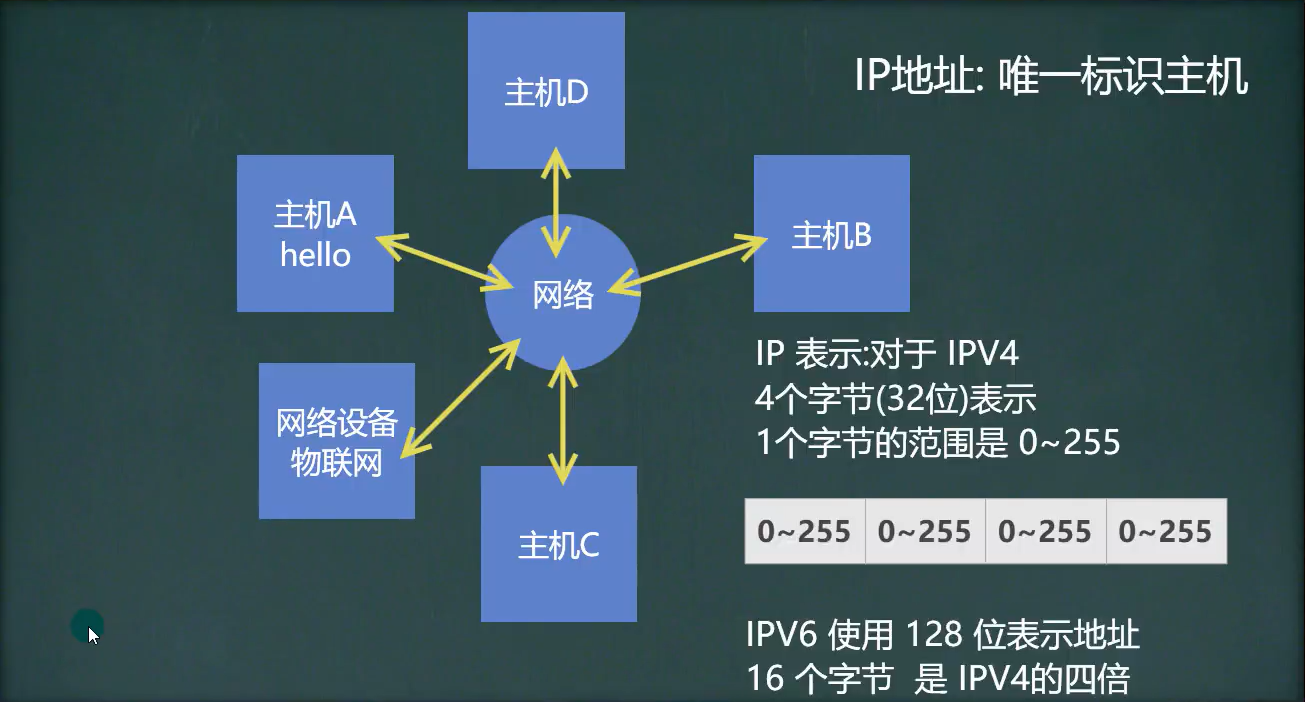 主机D
IP地址: 唯一标识主机
主机A
hello
主机B
网络
IP 表示:对于 IPV4
4个字节(32位)表示
1个字节的范围是 0~255
网络设备
物联网
主机C
0~255 0~255 0~255 0~255
IPV6 使用 128 位表示地址
16 个字节 是 IPV4的四倍